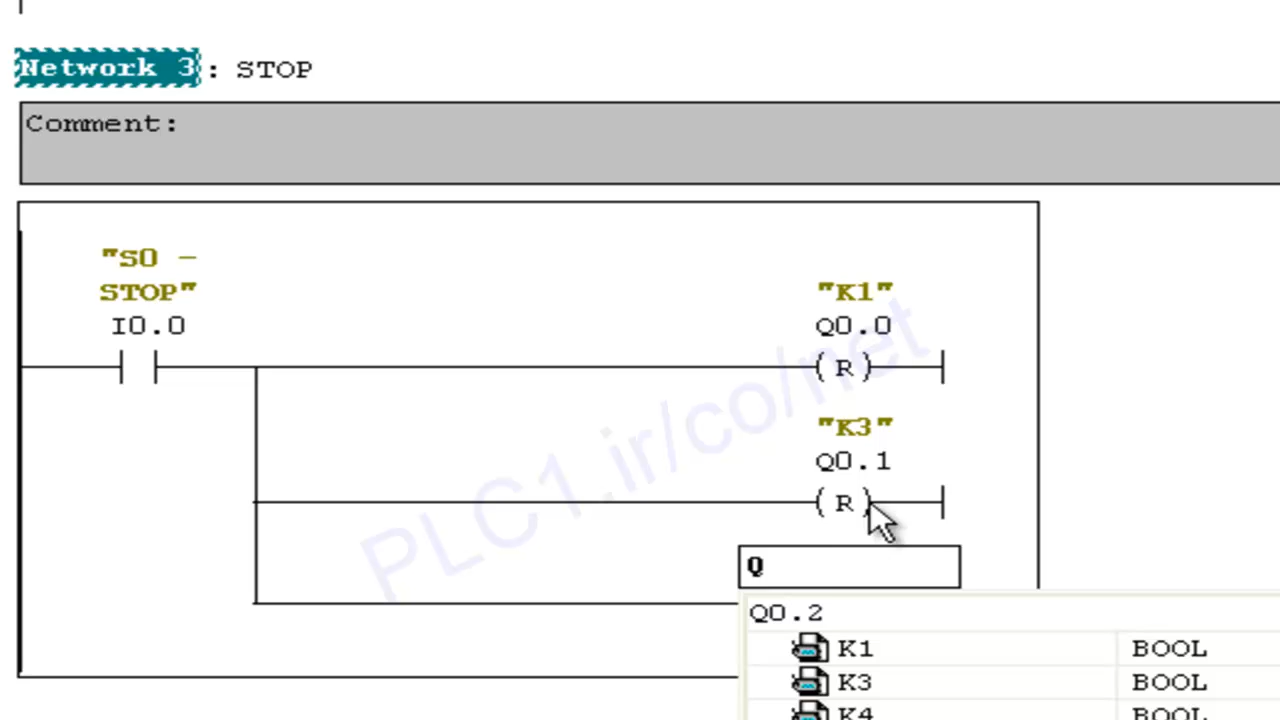 Network 3: STOP
Comment:
"S0 -
STOP"
I0.0
"K1"
Q0.0
(R)
"K3"
Q0.1
(R)
PLC1.ir/co/net
Q
Q0.2
K1 BOOL
K3 BOOL
K4 BOOL